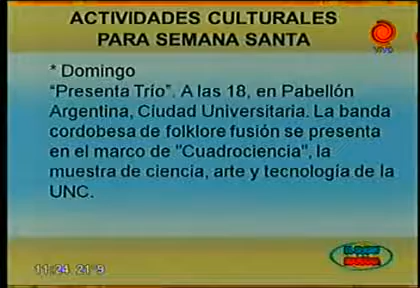 ACTIVIDADES CULTURALES
PARA SEMANA SANTA
VIVO
* Domingo
"Presenta Trío". A las 18, en Pabellón
Argentina, Ciudad Universitaria. La banda
cordobesa de folklore fusión se presenta
en el marco de "Cuadrociencia", la
muestra de ciencia, arte y tecnología de la
UNC.
11:24 21°9